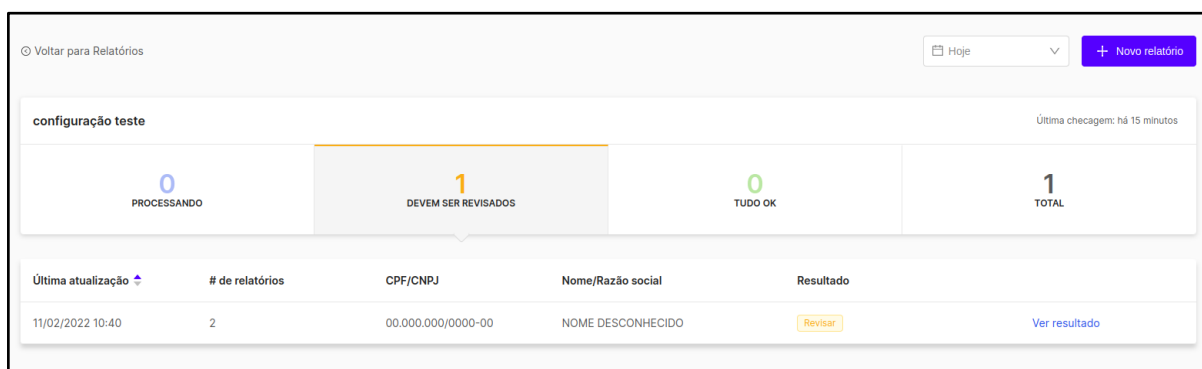 Voltar para Relatórios
Hoje
Novo relatório
configuração teste
Última checagem: há 15 minutos
0
PROCESSANDO
1
DEVEM SER REVISADOS
0
TUDO OK
1
TOTAL
Última atualização # de relatórios CPF/CNPJ Nome/Razão social Resultado
11/02/2022 10:40 2 00.000.000/0000-00 NOME DESCONHECIDO Revisar Ver resultado